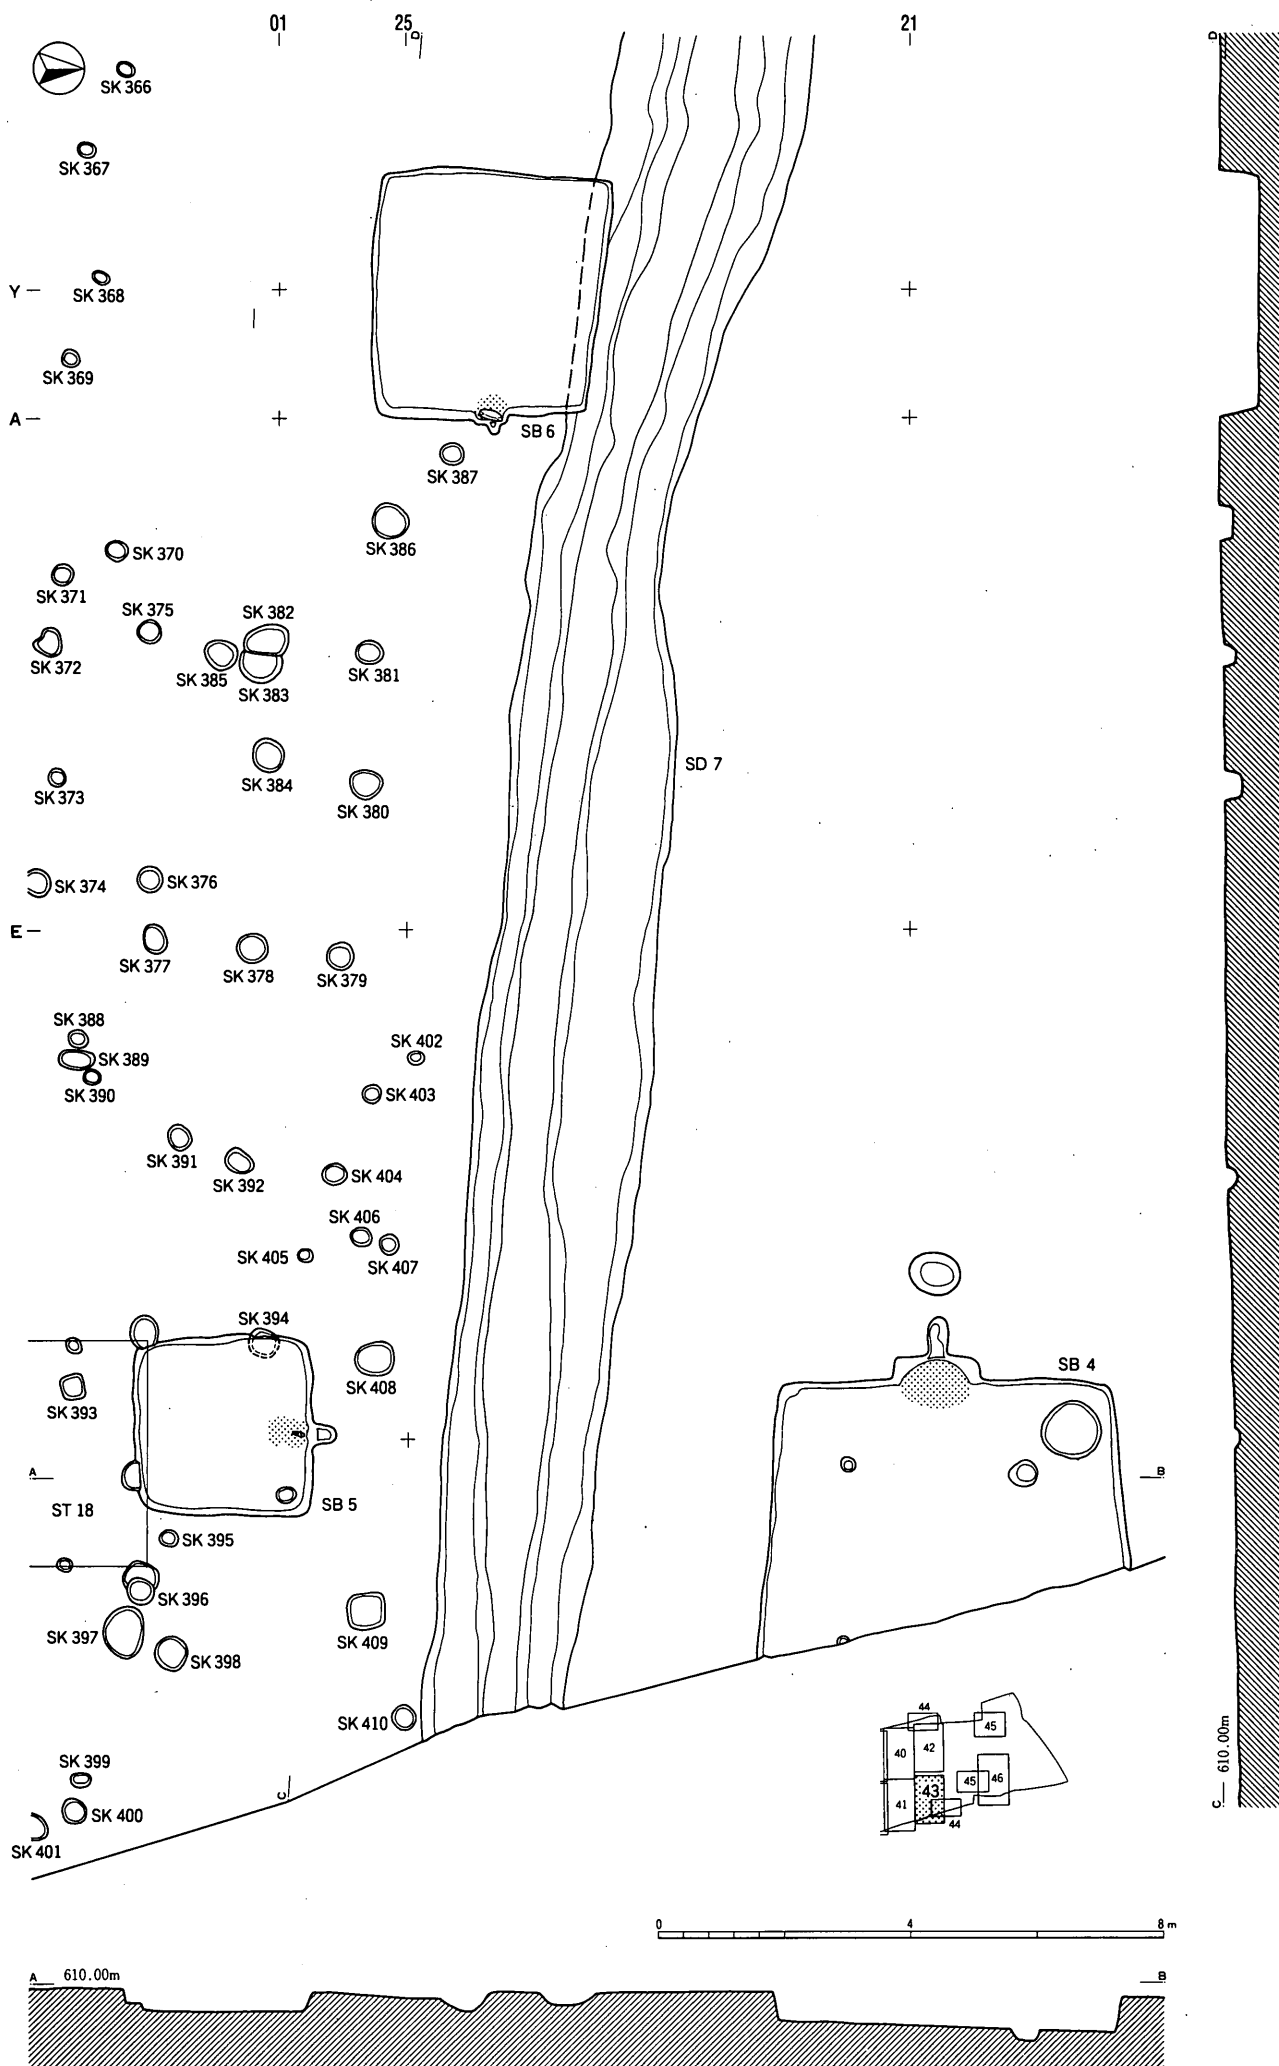 01
25
21
D
D
SK 366
SK 367
Y
SK 368
SK 369
A
SB 6
SK 387
SK 386
SK 370
SK 371
SK 375
SK 382
SK 372
SK 385
SK 381
SK 383
SK 384
SD 7
SK 373
SK 380
SK 374
SK 376
E
SK 377
SK 378
SK 379
SK 388
SK 402
SK 389
SK 390
SK 403
SK 391
SK 392
SK 404
SK 406
SK 405
SK 407
SK 394
SK 408
SB 4
SK 393
A
B
ST 18
SB 5
SK 395
SK 396
SK 397
SK 398
SK 409
SK 410
44
45
40
42
45
46
43
41
44
SK 399
C
C 610.00m
SK 400
SK 401
0
4
8 m
A 610.00m
B